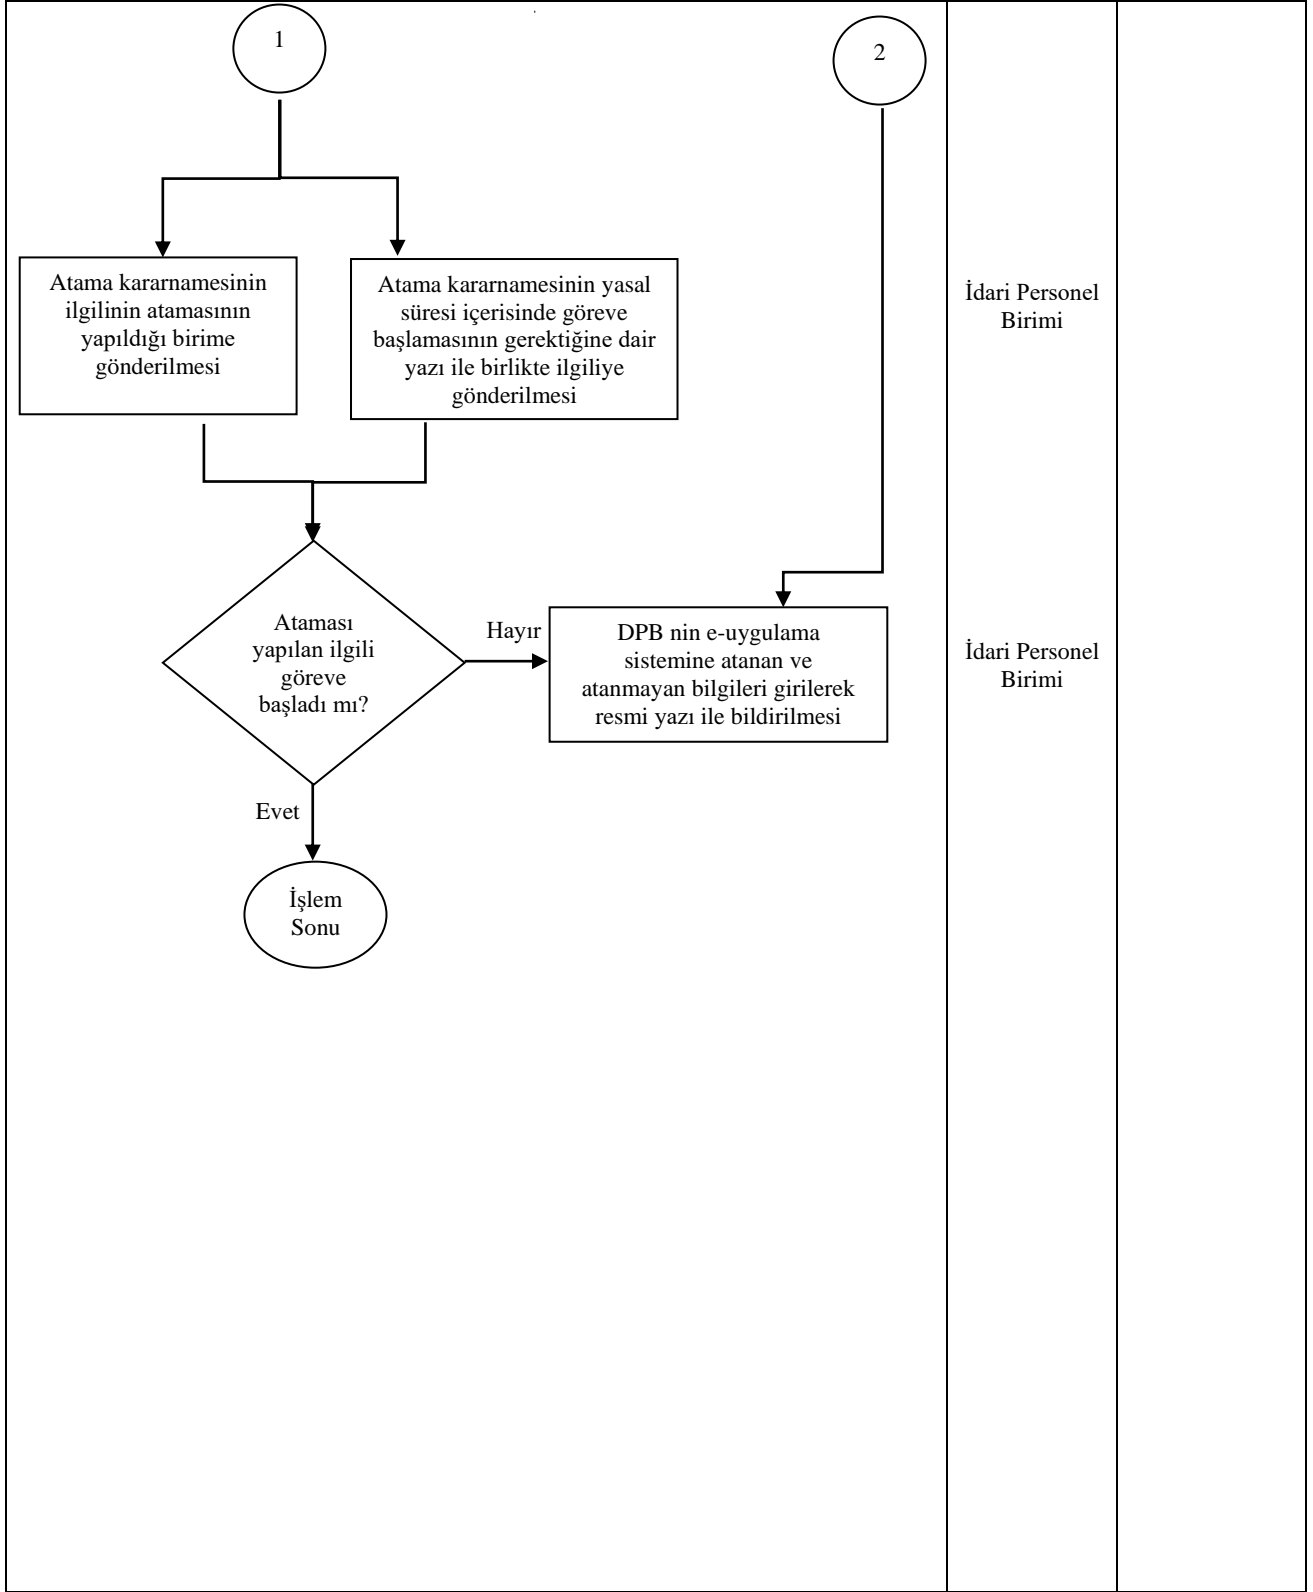 1
2
Atama kararnamesinin
ilgilinin atamasının
yapıldığı birime
gönderilmesi
Atama kararnamesinin yasal
süresi içerisinde göreve
başlamasının gerektiğine dair
yazı ile birlikte ilgiliye
gönderilmesi
İdari Personel
Birimi
Ataması
yapılan ilgili
göreve
başladı mı?
Hayır
DPB nin e-uygulama
sistemine atanan ve
atanmayan bilgileri girilerek
resmi yazı ile bildirilmesi
İdari Personel
Birimi
Evet
İşlem
Sonu